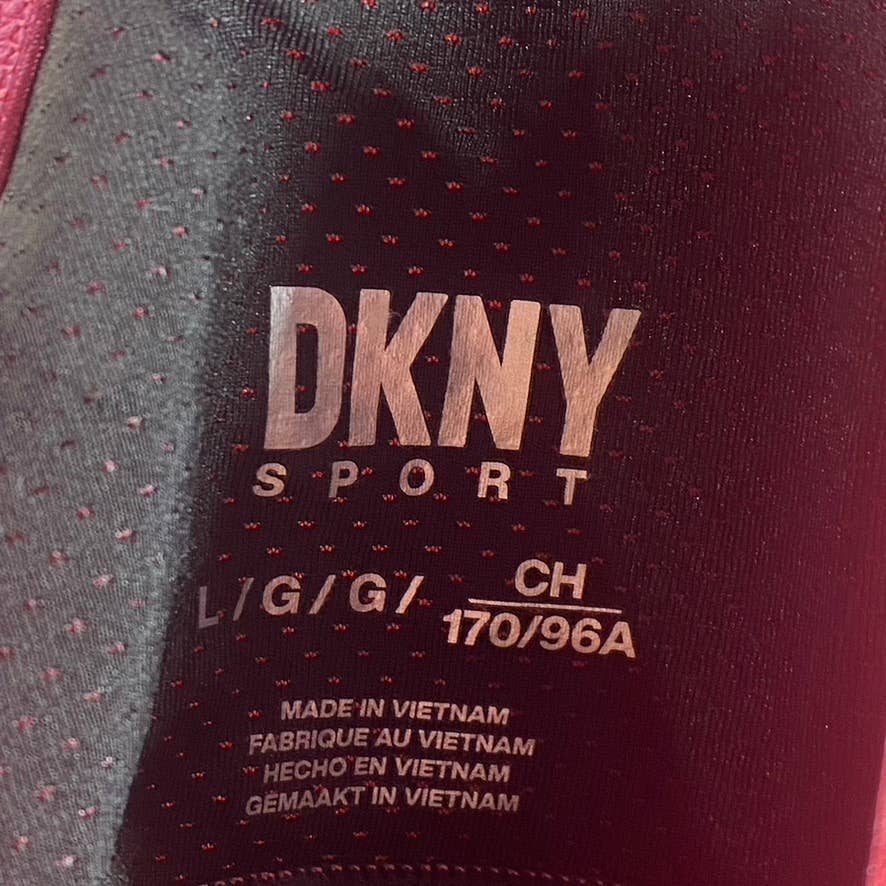 DKNY
SPORT
L/G/G/ CH
170/96A
MADE IN VIETNAM
FABRIQUE AU VIETNAM
HECHO EN VIETNAM
GEMAAKT IN VIETNAM